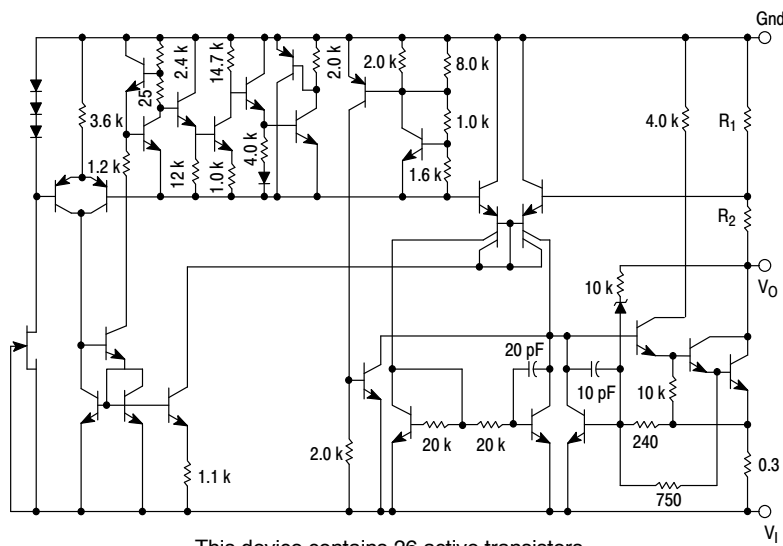 Gnd
2.4 k
14.7 k
2.0 k
2.0 k
8.0 k
25
3.6 k
4.0 k
1.0 k
4.0 k
R1
1.2 k
12 k
1.0 k
1.6 k
R2
10 k
VO
20 pF
10 pF
10 k
20 k
20 k
240
2.0 k
0.3
1.1 k
750
VI
This device contains 26 active transistors